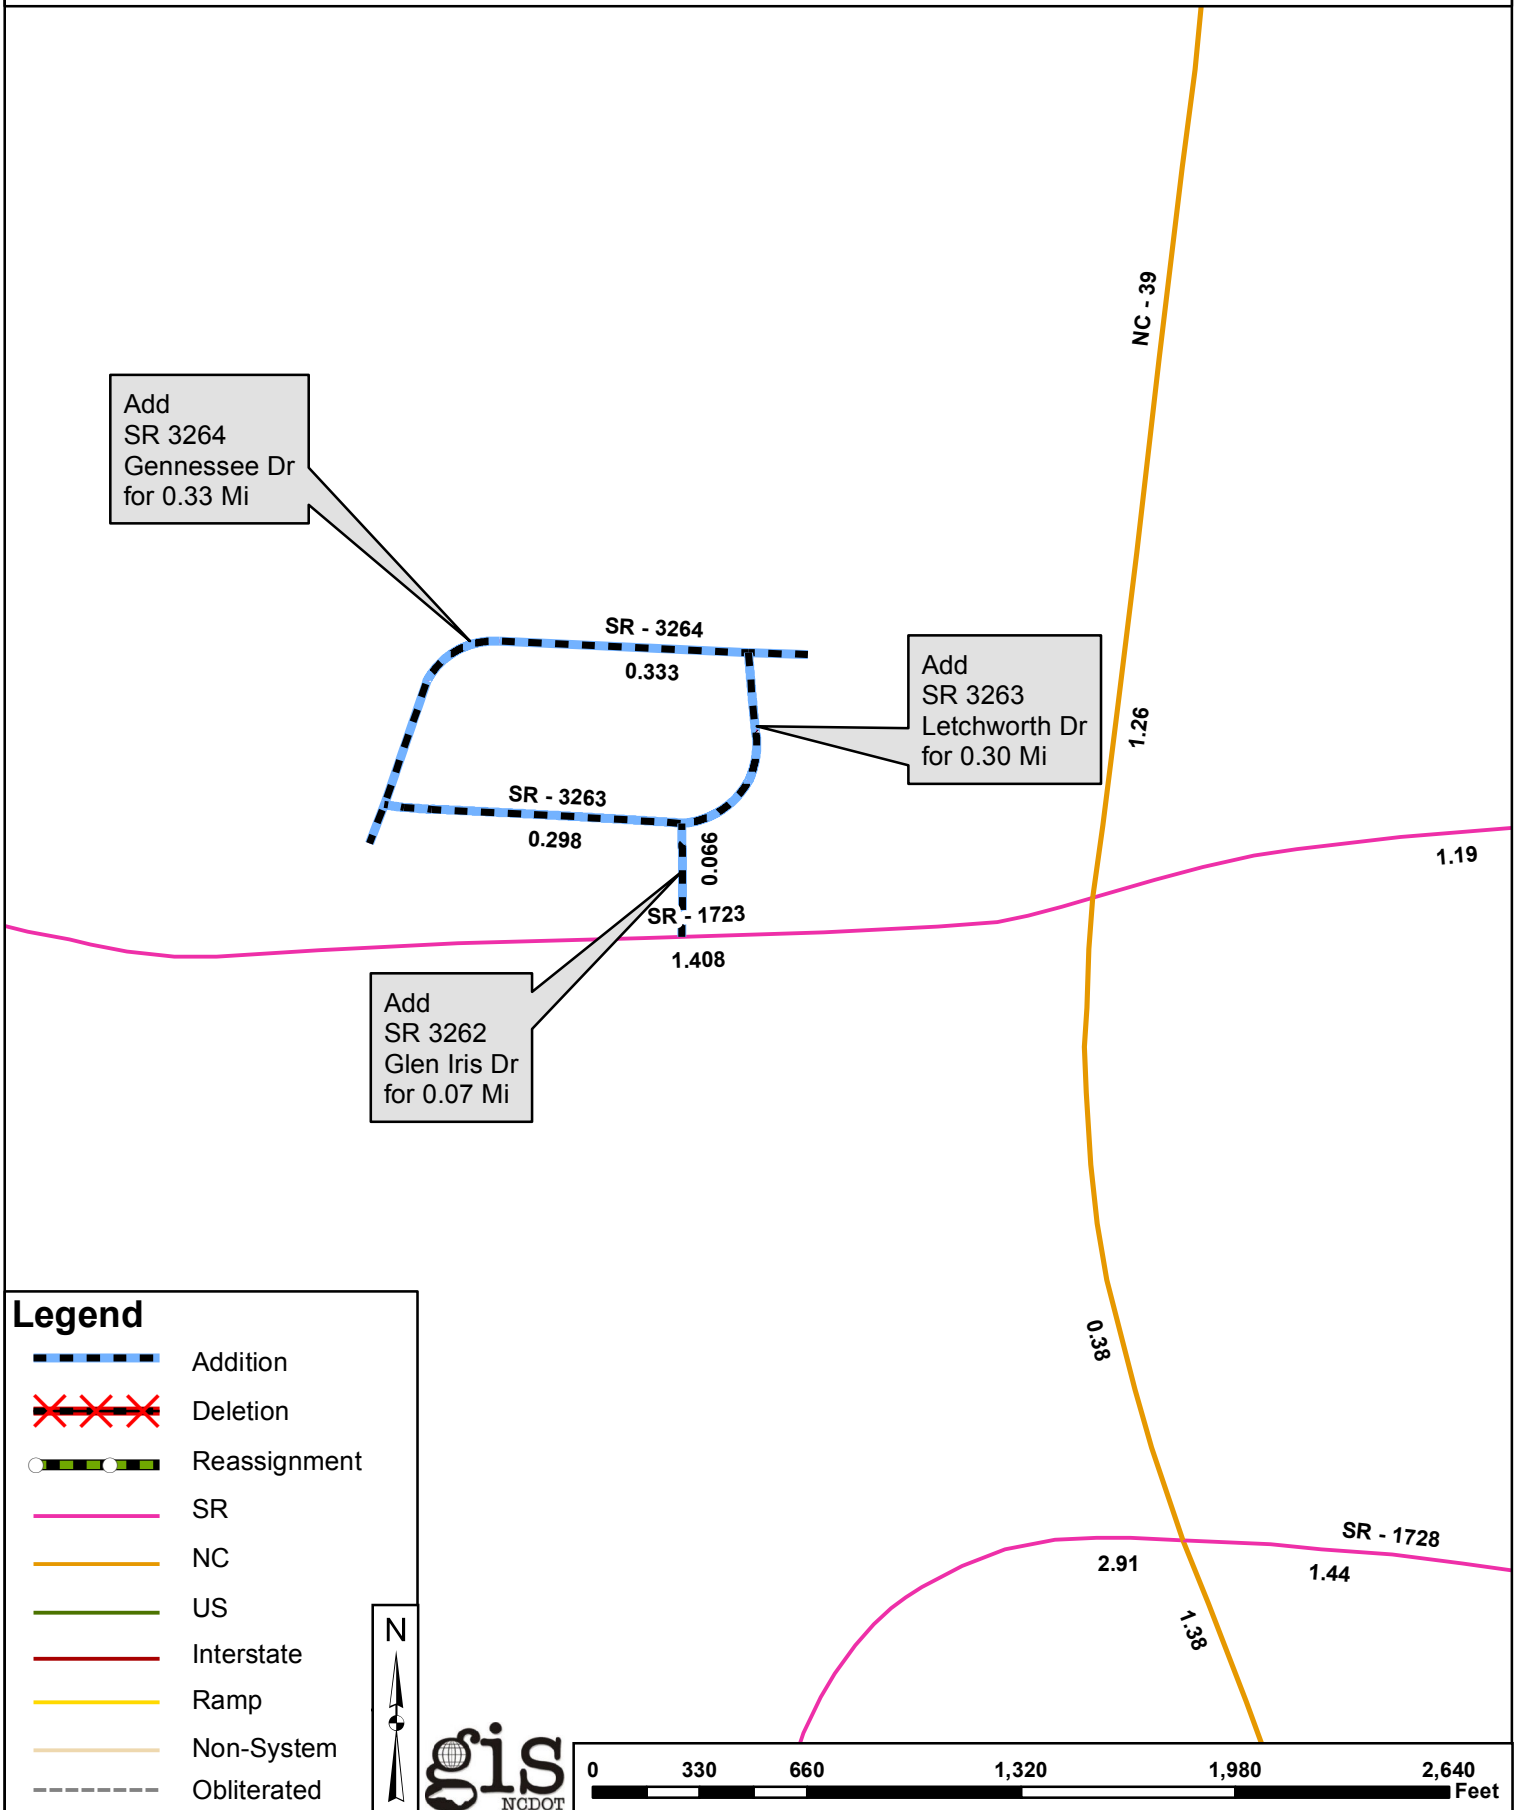 NC - 39
Add
SR 3264
Gennessee Dr
for 0.33 Mi
SR - 3264
0.333
Add
SR 3263
Letchworth Dr
for 0.30 Mi
1.26
SR - 3263
0.298
0.066
1.19
SR - 1723
1.408
Add
SR 3262
Glen Iris Dr
for 0.07 Mi
0.38
SR - 1728
2.91
1.44
1.38
Legend
Addition
Deletion
Reassignment
SR
NC
US
Interstate
Ramp
Non-System
Obliterated
N
gis
NCDOT
0 330 660 1,320 1,980 2,640
Feet